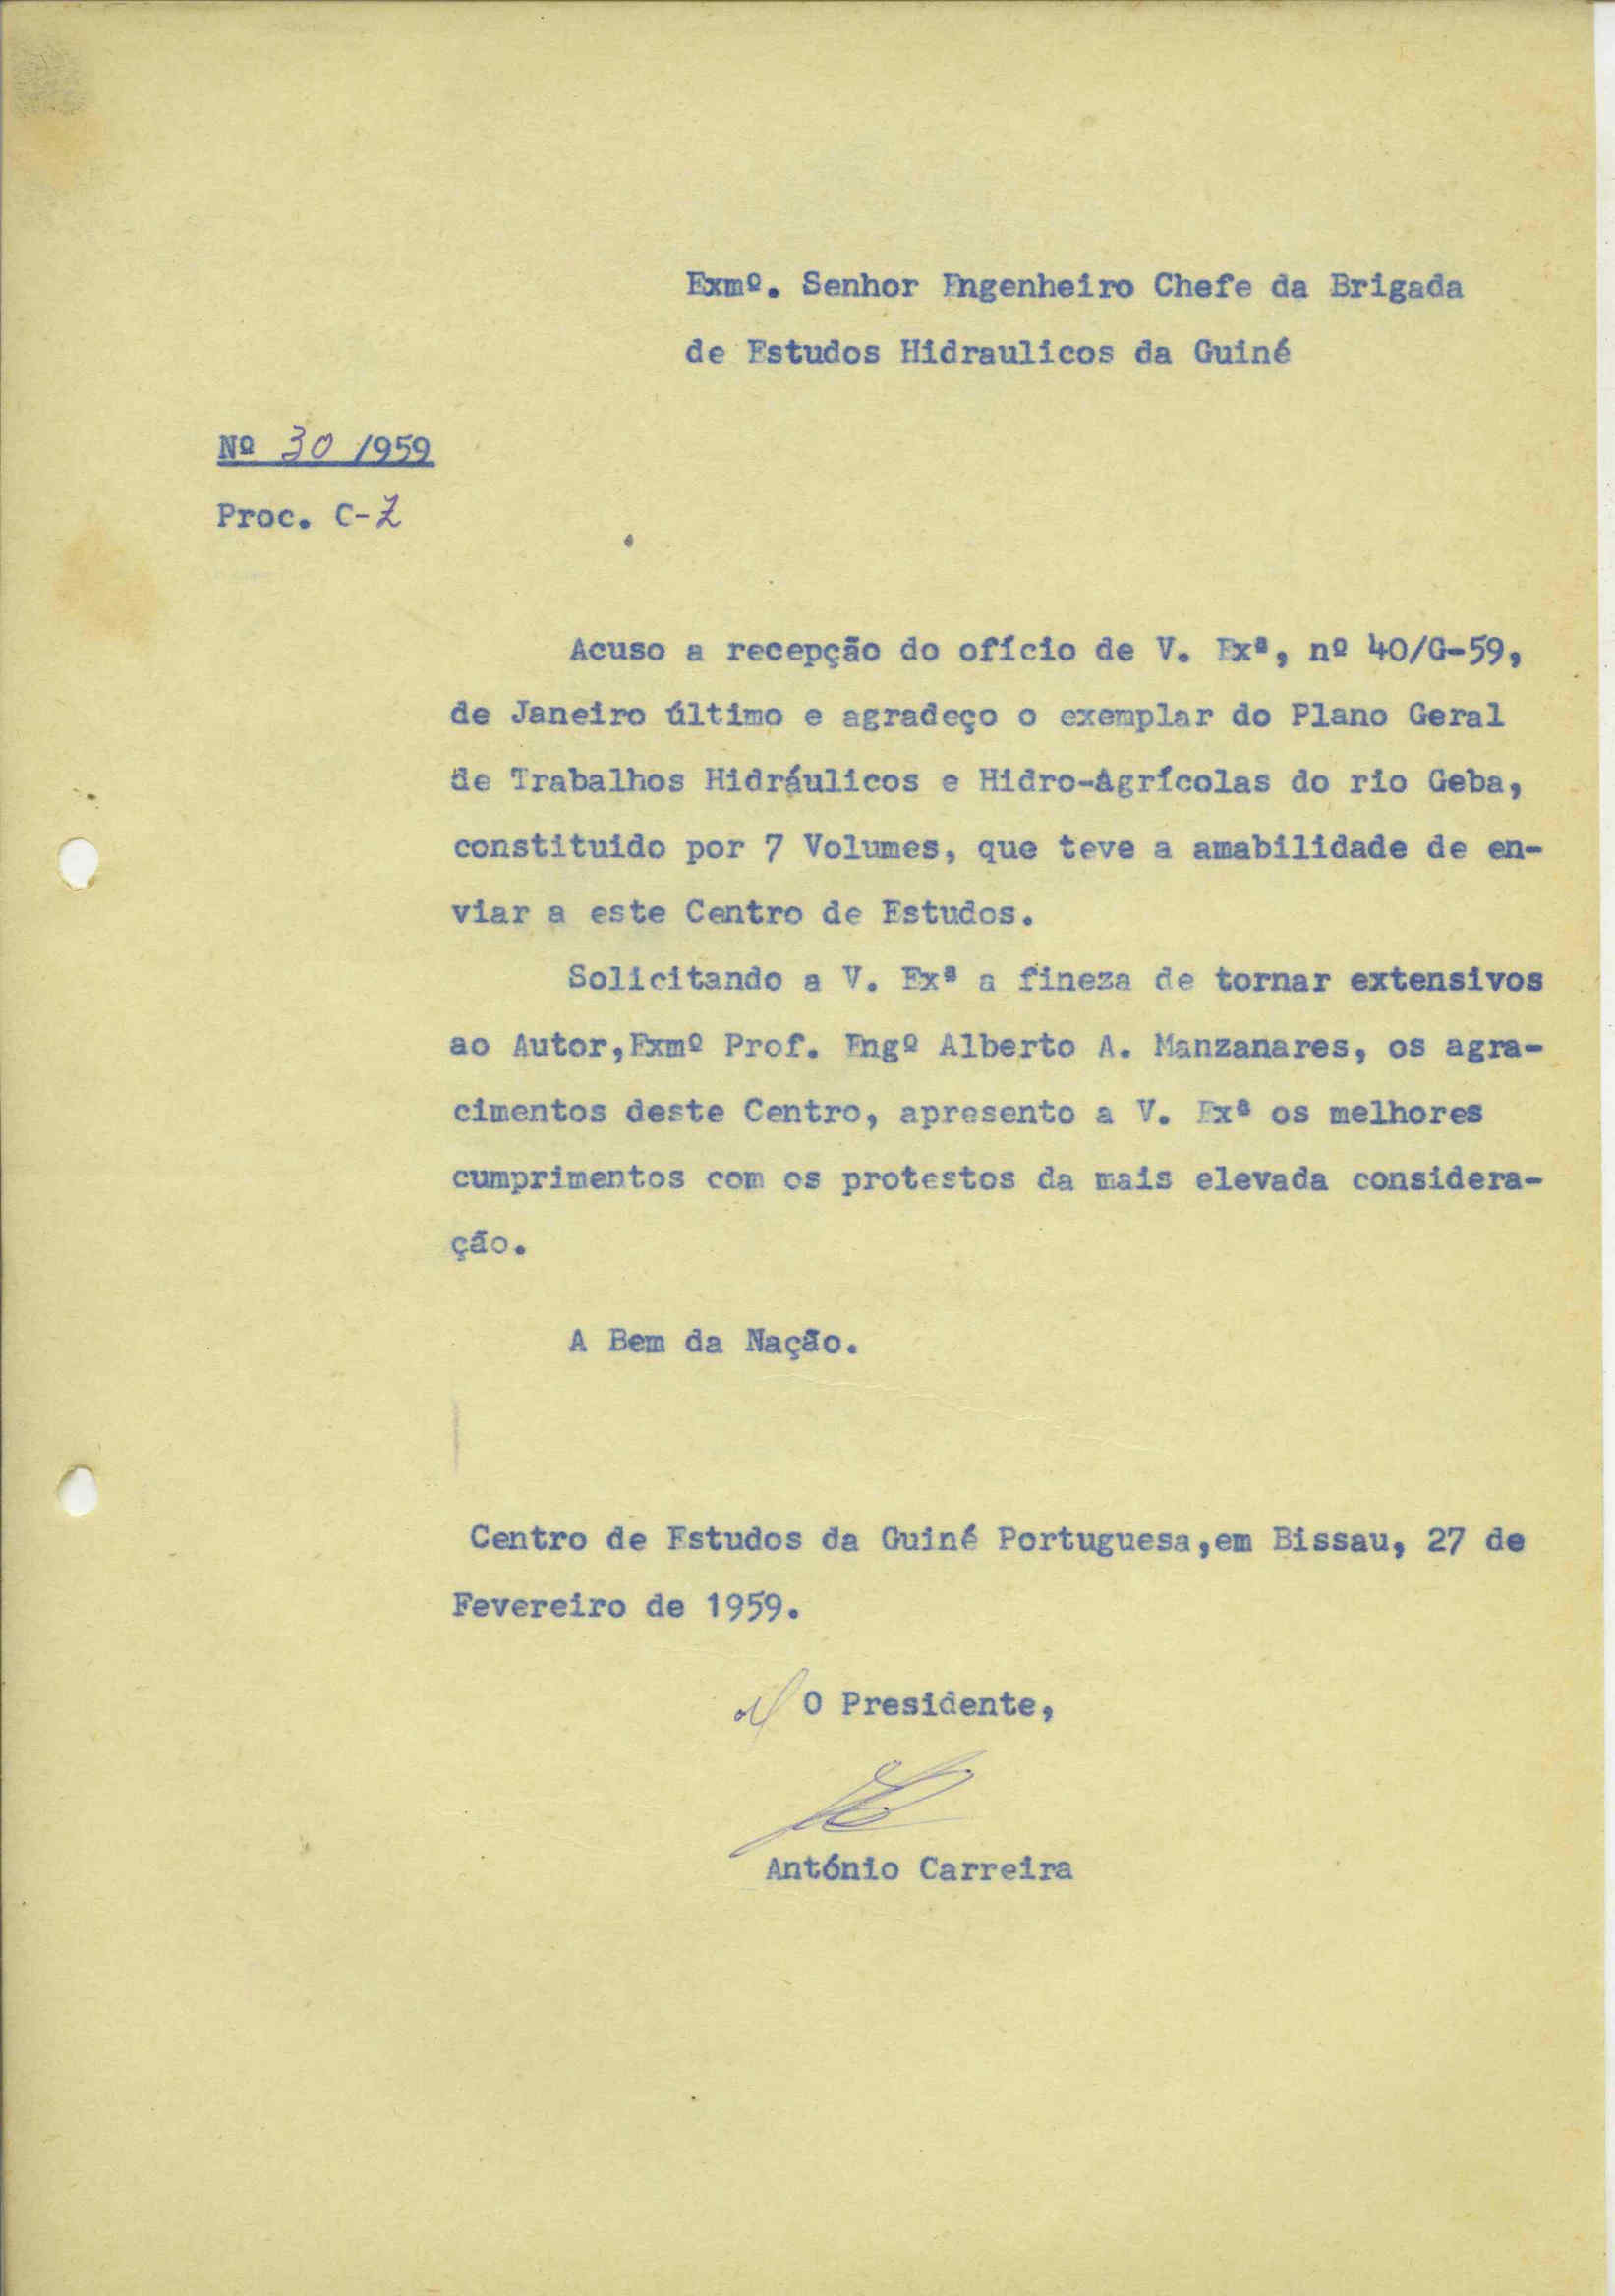 Exmº. Senhor Engenheiro Chefe da Brigada
de Estudos Hidraulicos da Guiné
Nº 30 /959
Proc. C-Z
Acuso a recepção do ofício de V. Exª, nº 40/G-59,
de Janeiro último e agradeço o exemplar do Plano Geral
de Trabalhos Hidráulicos e Hidro-Agrícolas do rio Geba,
constituido por 7 Volumes, que teve a amabilidade de en-
viar a este Centro de Estudos.
Solicitando a V. Exª a fineza de tornar extensivos
ao Autor,Exmº Prof. Engº Alberto A. Manzanares, os agra-
cimentos deste Centro, apresento a V. Exª os melhores
cumprimentos com os protestos da mais elevada considera-
ção.
A Bem da Nação.
Centro de Estudos da Guiné Portuguesa,em Bissau, 27 de
Fevereiro de 1959.
O Presidente,
António Carreira